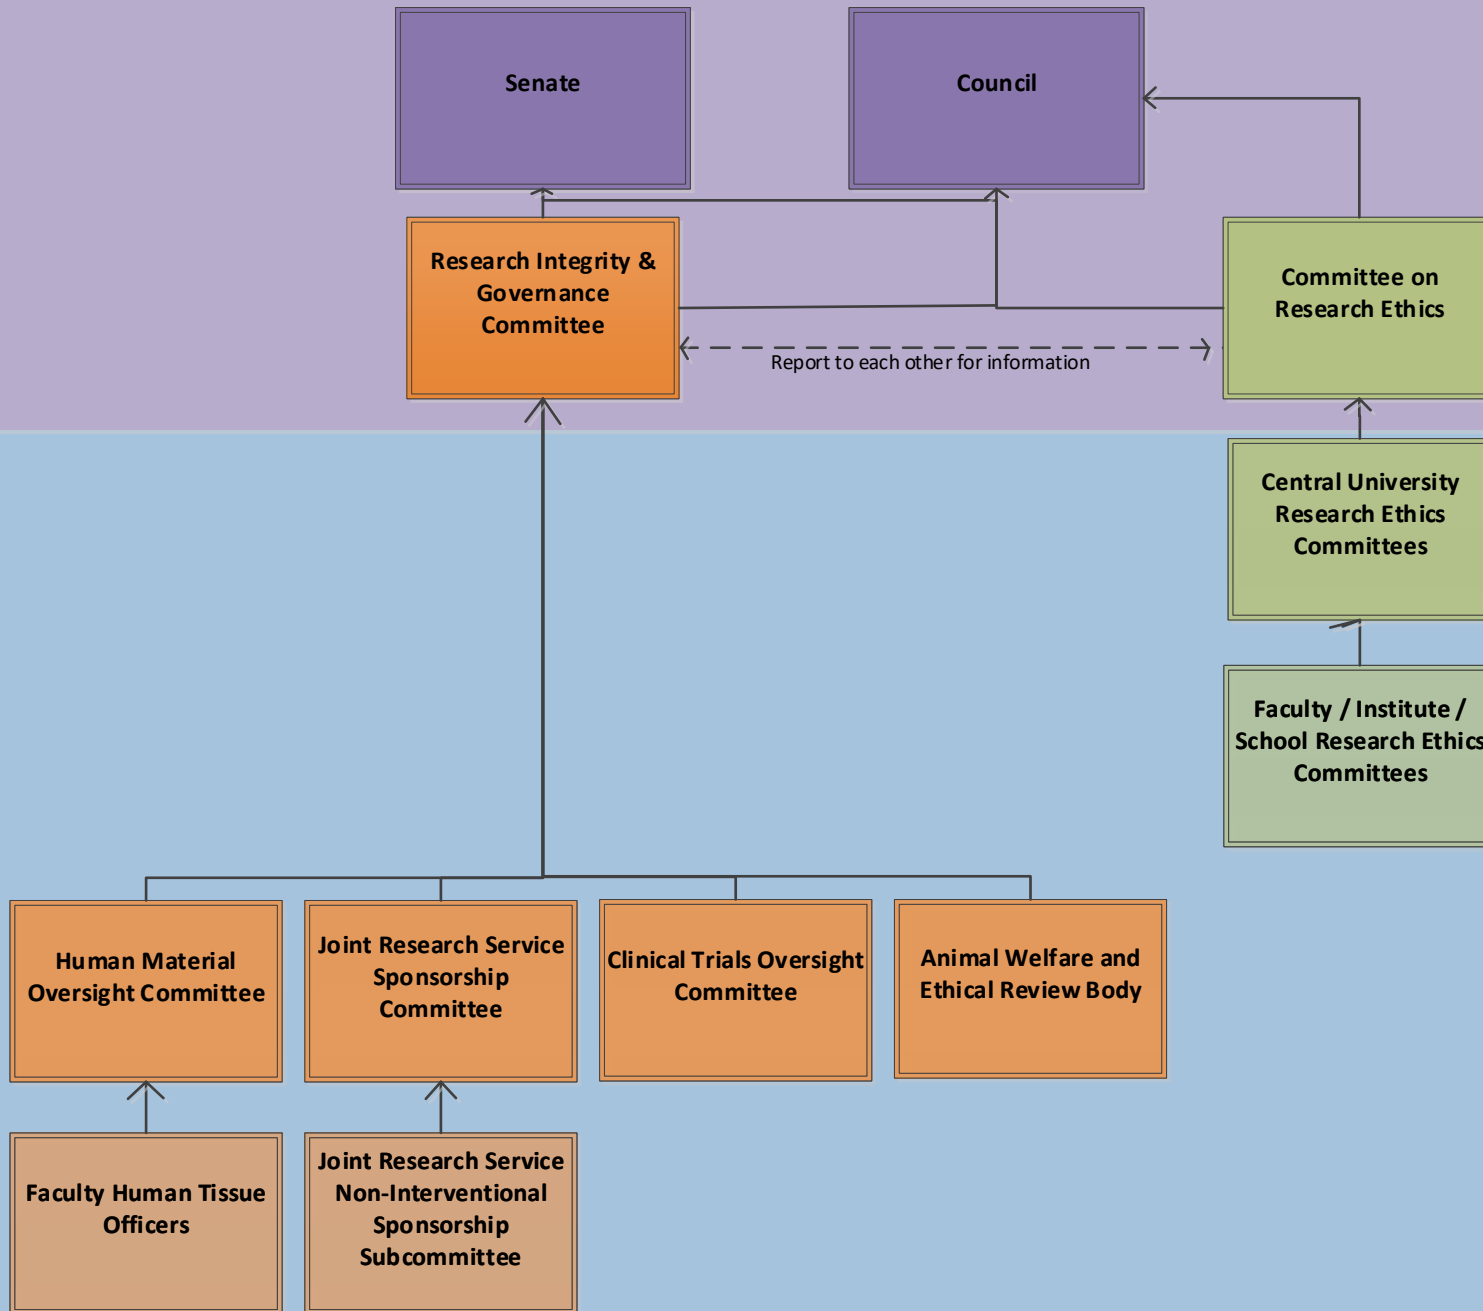 Senate
Council
Research Integrity &
Governance
Committee
Committee on
Research Ethics
Report to each other for information
Central University
Research Ethics
Committees
Faculty / Institute /
School Research Ethics
Committees
Human Material
Oversight Committee
Joint Research Service
Sponsorship
Committee
Clinical Trials Oversight
Committee
Animal Welfare and
Ethical Review Body
Faculty Human Tissue
Officers
Joint Research Service
Non-Interventional
Sponsorship
Subcommittee